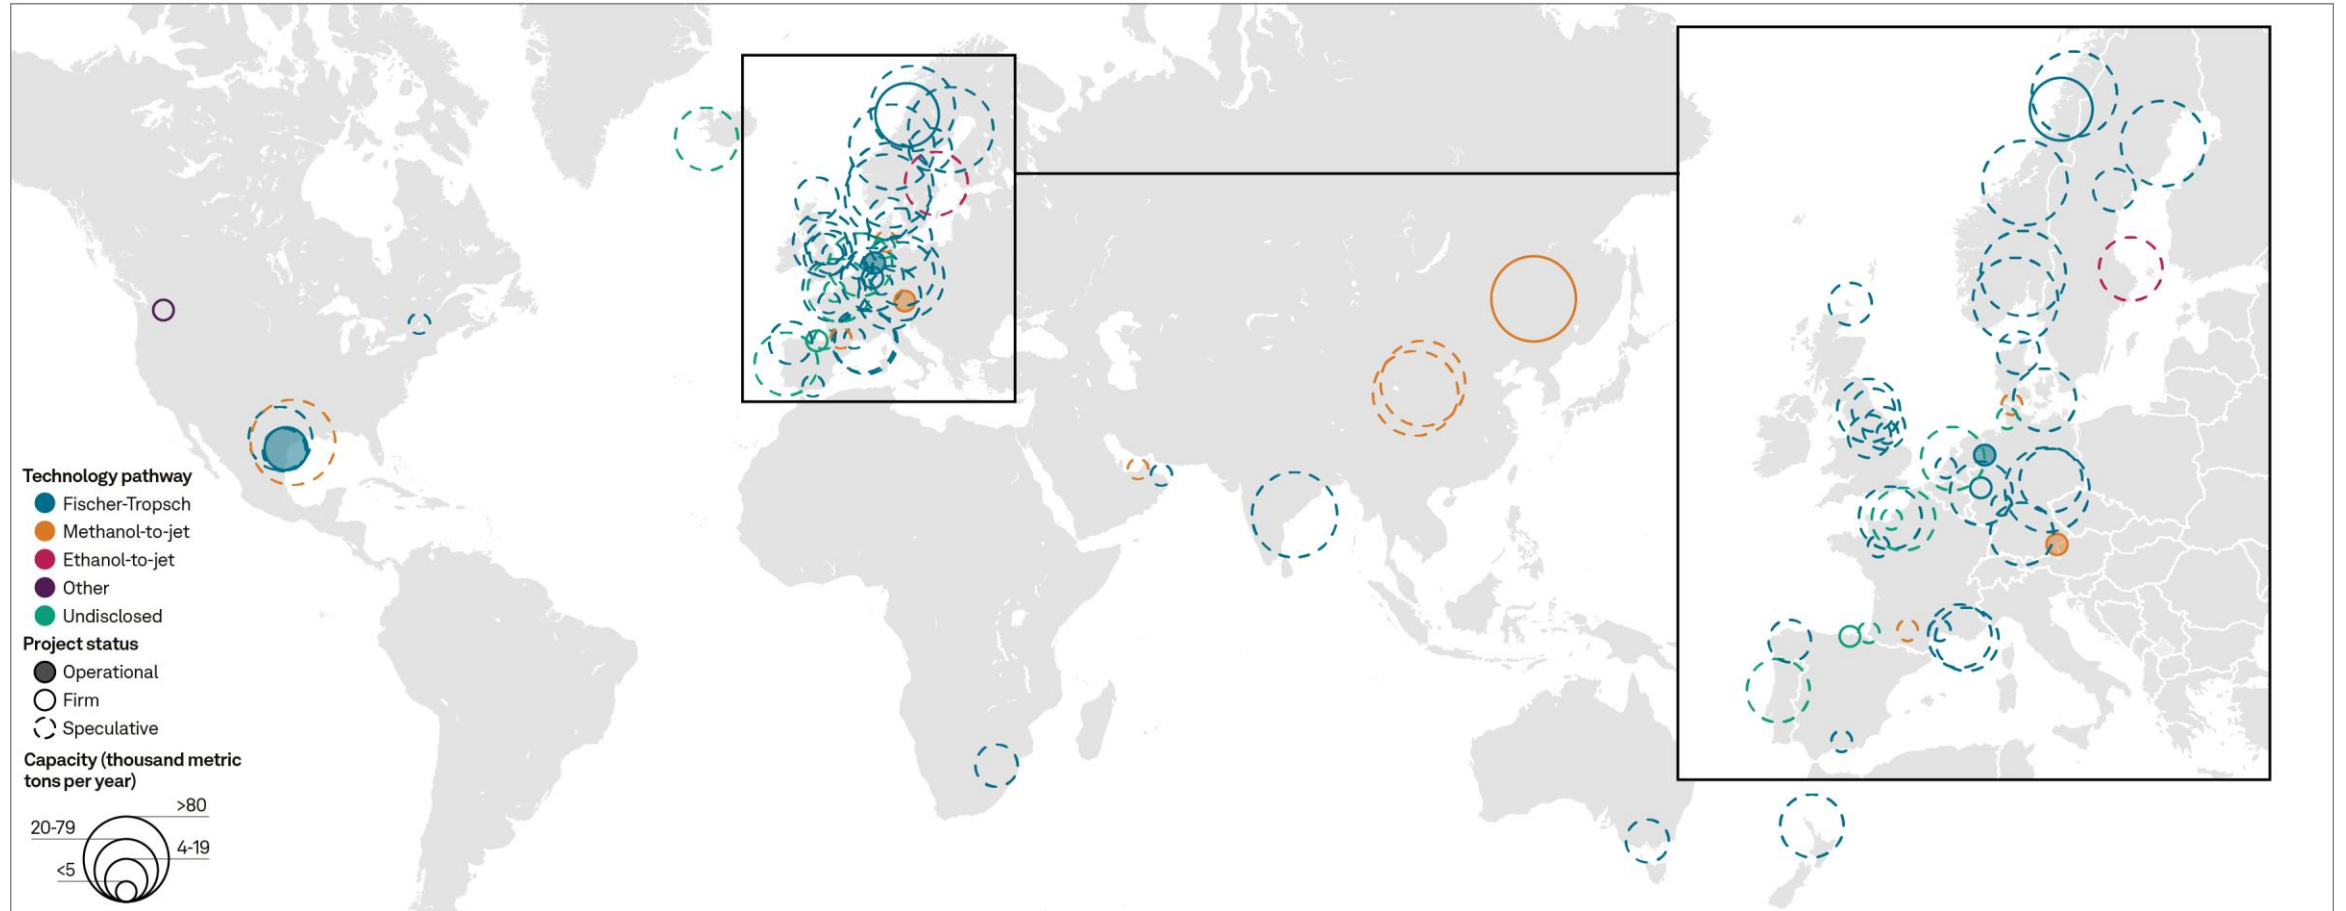 Technology pathway
Fischer-Tropsch
Methanol-to-jet
Ethanol-to-jet
Other
Undisclosed
Project status
Operational
Firm
Speculative
Capacity (thousand metric
tons per year)
>80
20-79
4-19
<5